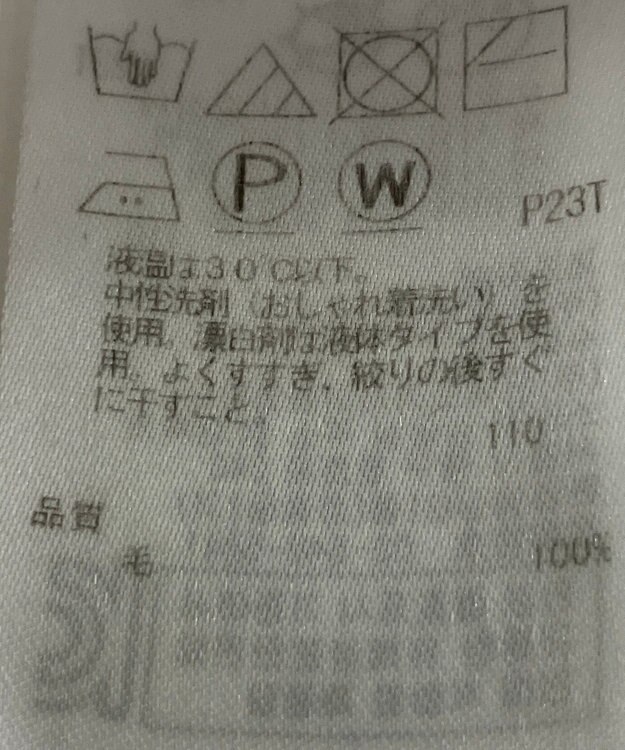 P
W
P23T
液温は30℃以下。
中性洗剤（おしゃれ着洗い）を
使用。漂白剤は液体タイプを使
用。よくすすぎ、絞りの後すぐ
に干すこと。
110
品質
毛 100%